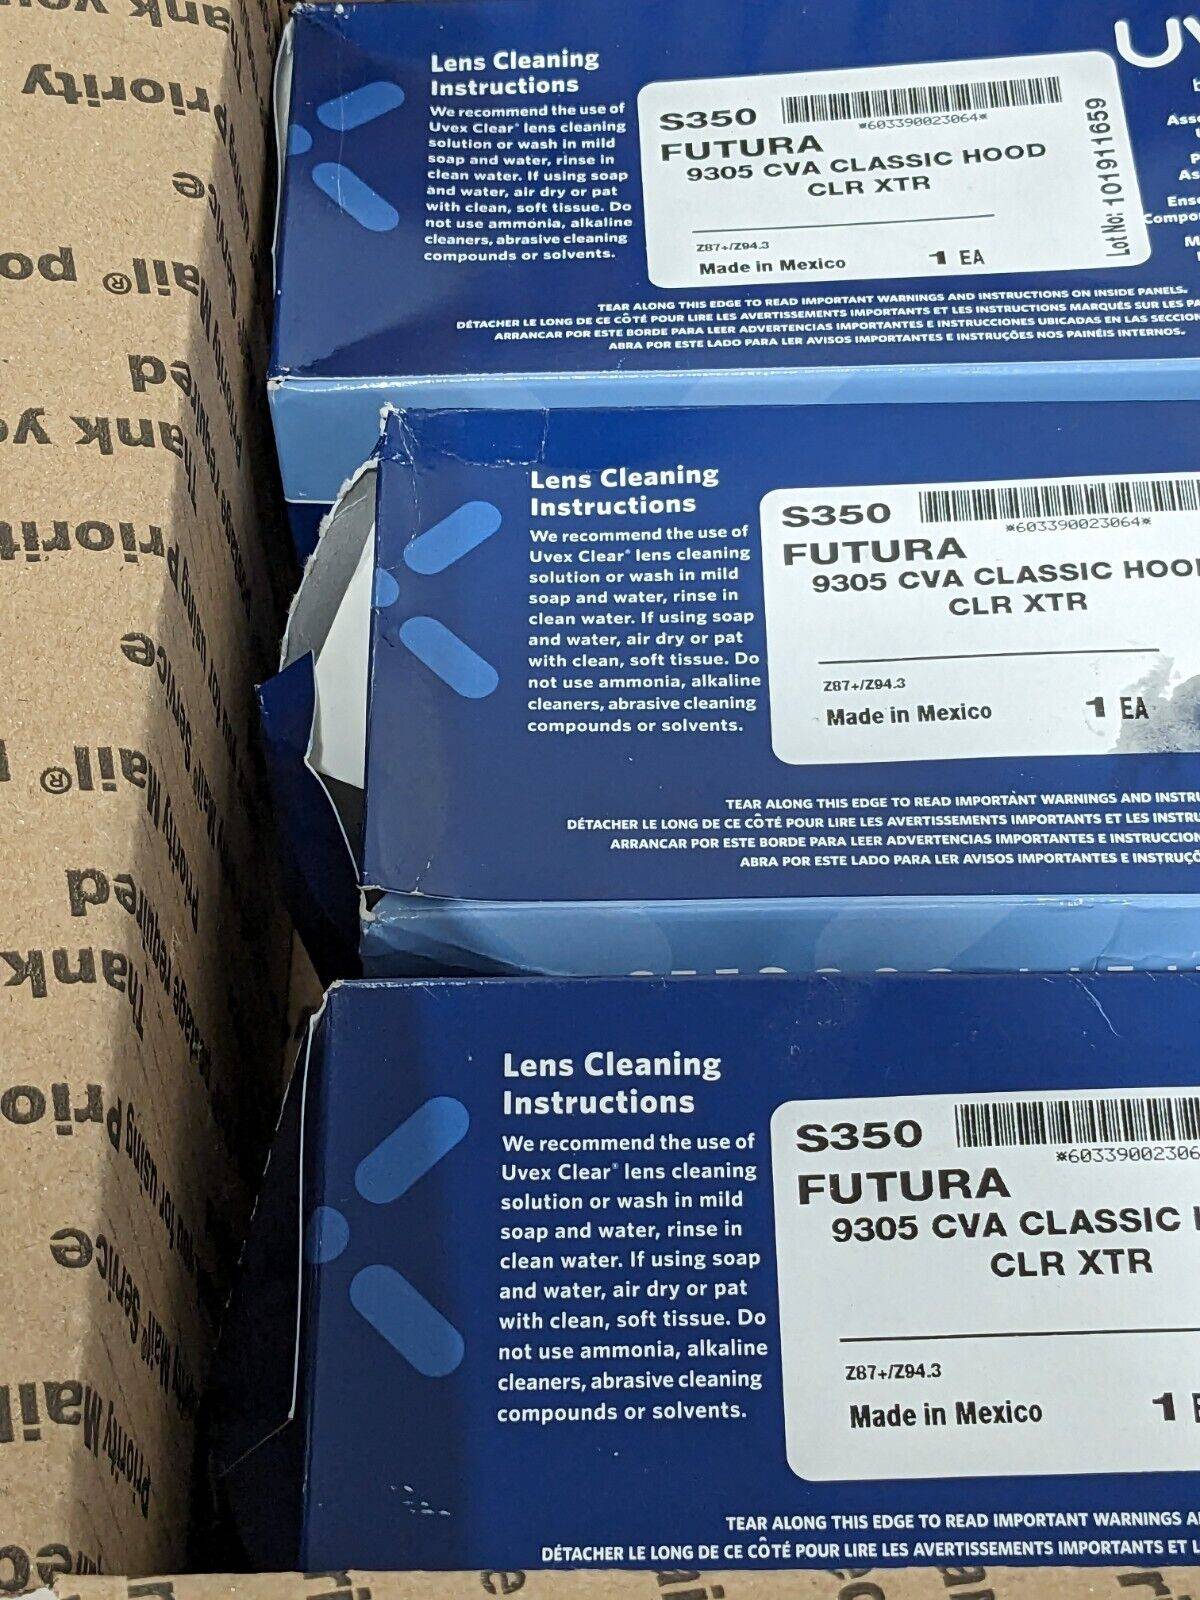 Lens Cleaning
Instructions
We recommend the use of
Uvex Clear® lens cleaning
solution or wash in mild
soap and water, rinse in
clean water. If using soap
and water, air dry or pat
with clean, soft tissue. Do
not use ammonia, alkaline
cleaners, abrasive cleaning
compounds or solvents.
S350
*603390023064*
FUTURA
9305 CVA CLASSIC HOOD
CLR XTR
Z87+/Z94.3
Made in Mexico 1 EA
Lot No: 101911659
TEAR ALONG THIS EDGE TO READ IMPORTANT WARNINGS AND INSTRUCTIONS ON INSIDE PANELS.
DÉTACHER LE LONG DE CE CÔTÉ POUR LIRE LES AVERTISSEMENTS IMPORTANTS ET LES INSTRUCTIONS MARQUÉS SUR LES PA
ARRANCAR POR ESTE BORDE PARA LEER ADVERTENCIAS IMPORTANTES E INSTRUCCIONES UBICADAS EN LAS SECCION
ABRA POR ESTE LADO PARA LER AVISOS IMPORTANTES E INSTRUÇÕES NOS PAINÉIS INTERNOS.
Lens Cleaning
Instructions
We recommend the use of
Uvex Clear® lens cleaning
solution or wash in mild
soap and water, rinse in
clean water. If using soap
and water, air dry or pat
with clean, soft tissue. Do
not use ammonia, alkaline
cleaners, abrasive cleaning
compounds or solvents.
S350
*603390023064*
FUTURA
9305 CVA CLASSIC HOO
CLR XTR
Z87+/Z94.3
Made in Mexico 1 EA
TEAR ALONG THIS EDGE TO READ IMPORTANT WARNINGS AND INSTRU
DÉTACHER LE LONG DE CE CÔTÉ POUR LIRE LES AVERTISSEMENTS IMPORTANTS ET LES INSTRU
ARRANCAR POR ESTE BORDE PARA LEER ADVERTENCIAS IMPORTANTES E INSTRUCCION
ABRA POR ESTE LADO PARA LER AVISOS IMPORTANTES E INSTRUÇÕ
Lens Cleaning
Instructions
We recommend the use of
Uvex Clear® lens cleaning
solution or wash in mild
soap and water, rinse in
clean water. If using soap
and water, air dry or pat
with clean, soft tissue. Do
not use ammonia, alkaline
cleaners, abrasive cleaning
compounds or solvents.
S350
*60339002306
FUTURA
9305 CVA CLASSIC
CLR XTR
Z87+/Z94.3
Made in Mexico 1 E
TEAR ALONG THIS EDGE TO READ IMPORTANT WARNINGS A
DÉTACHER LE LONG DE CE CÔTÉ POUR LIRE LES AVERTISSEMENTS IMPORTANTS ET L
Priority
Thank
Priority
Service
Priority Mail